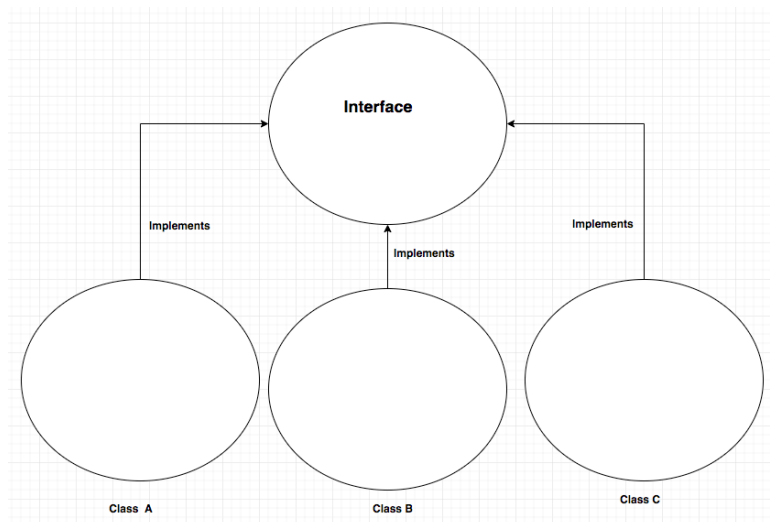 Interface
Implements
Implements
Implements
Class A
Class B
Class C